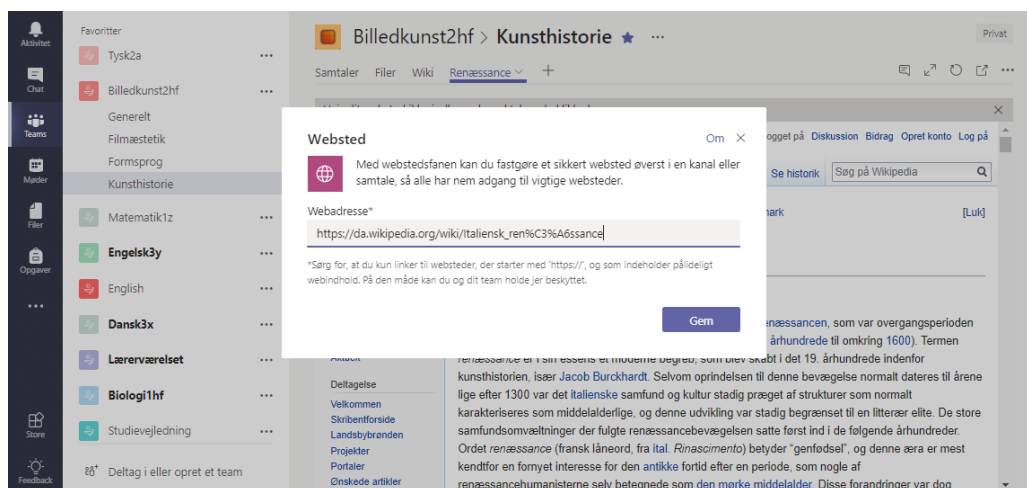 Aktivitet
Chat
Teams
Møder
Filer
Opgaver
Store
Feedback
Favoritter
Tysk2a
Billedkunst2hf
Generelt
Filmæstetik
Formsprog
Kunsthistorie
Matematik1z
Engelsk3y
English
Dansk3x
Lærerværelset
Biologi1hf
Studievejledning
Deltag i eller opret et team
Billedkunst2hf > Kunsthistorie
Privat
Samtaler Filer Wiki Renæssance
Websted
Om
Med webstedsfanen kan du fastgøre et sikkert websted øverst i en kanal eller
samtale, så alle har nem adgang til vigtige websteder.
Webadresse*
https://da.wikipedia.org/wiki/Italiensk_ren%C3%A6ssance
*Sørg for, at du kun linker til websteder, der starter med 'https://', og som indeholder pålideligt
webindhold. På den måde kan du og dit team holde jer beskyttet.
Gem
ogget på Diskussion Bidrag Opret konto Log på
Se historik Søg på Wikipedia
mark [Luk]
Deltagelse
Velkommen
Skribentforside
Landsbybrønden
Projekter
Portaler
Ønskede artikler
enæssancen, som var overgangsperioden
århundrede til omkring 1600). Termen
renæssance er i sin essens et moderne begreb, som blev skabt i det 19. århundrede indenfor
kunsthistorien, især Jacob Burckhardt. Selvom oprindelsen til denne bevægelse normalt dateres til årene
lige efter 1300 var det italienske samfund og kultur stadig præget af strukturer som normalt
karakteriseres som middelalderlige, og denne udvikling var stadig begrænset til en litterær elite. De store
samfundsomvæltninger der fulgte renæssancebevægelsen satte først ind i de følgende århundreder.
Ordet renæssance (fransk låneord, fra ital. Rinascimento) betyder "genfødsel", og denne æra er mest
kendtfor en fornyet interesse for den antikke fortid efter en periode, som nogle af
renæssancehumanisterne selv betegnede som den mørke middelalder. Disse forandringer var dog